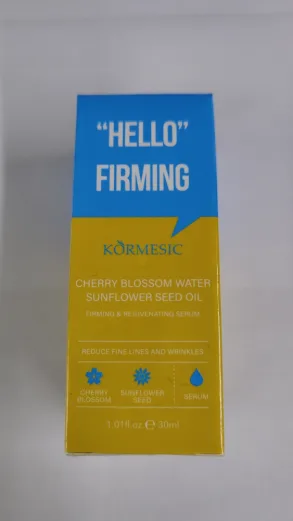 “HELLO”
FIRMING
KORMESIC
CHERRY BLOSSOM WATER
SUNFLOWER SEED OIL
FIRMING & REJUVENATING SERUM
REDUCE FINE LINES AND WRINKLES
CHERRY
BLOSSOM
SUNFLOWER
SEED
SERUM
1.01fl oz ℮ 30ml